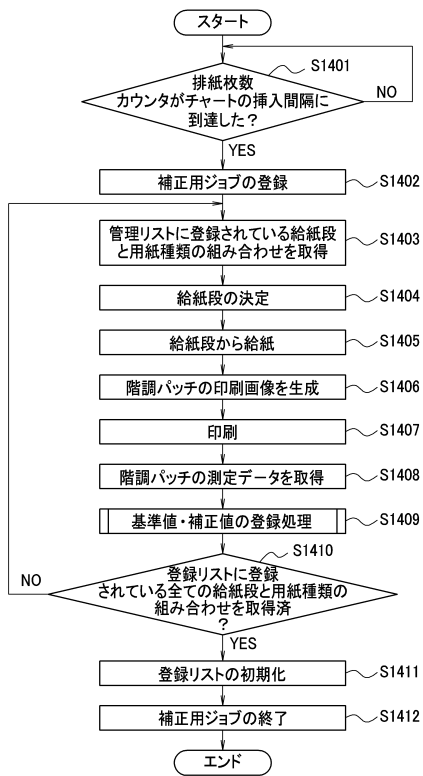 スタート
排紙枚数
カウンタがチャートの挿入間隔に
到達した？
S1401
NO
YES
補正用ジョブの登録
S1402
管理リストに登録されている給紙段
と用紙種類の組み合わせを取得
S1403
給紙段の決定
S1404
給紙段から給紙
S1405
階調パッチの印刷画像を生成
S1406
印刷
S1407
階調パッチの測定データを取得
S1408
基準値・補正値の登録処理
S1409
S1410
NO
登録リストに登録
されている全ての給紙段と用紙種類の
組み合わせを取得済
？
YES
登録リストの初期化
S1411
補正用ジョブの終了
S1412
エンド